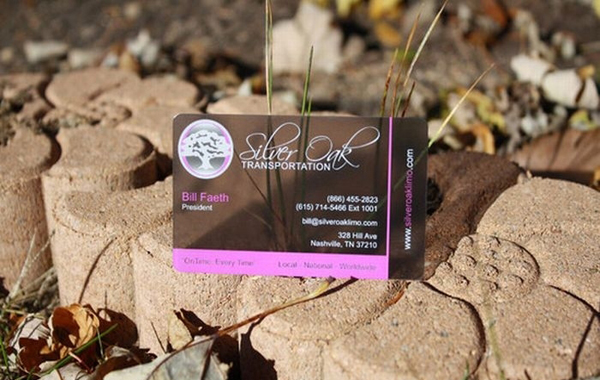 Silver Oak
TRANSPORTATION
Bill Faeth
President
(866) 455-2823
(615) 714-5466 Ext 1001
bill@silveroaklimo.com
328 Hill Ave
Nashville, TN 37210
"OnTime. Every Time"
Local - National - Worldwide
www.silveroaklimo.com